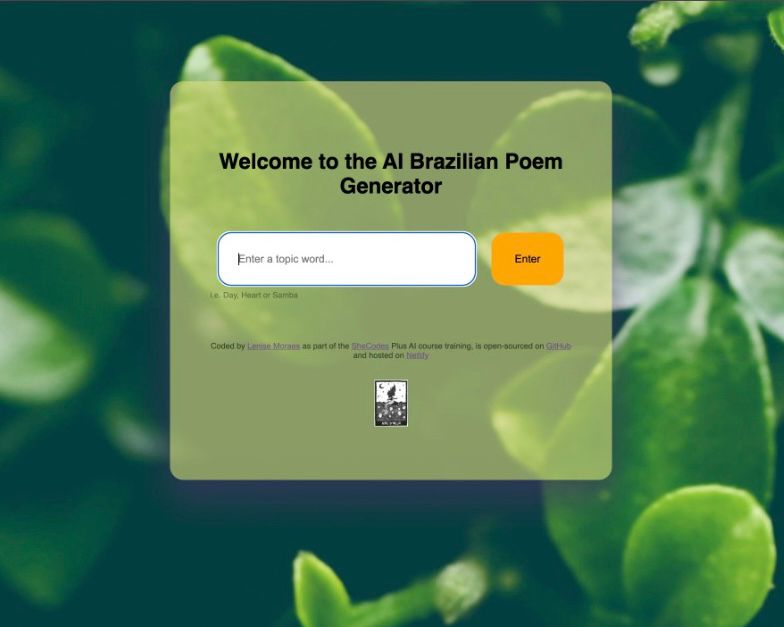 Welcome to the AI Brazilian Poem
Generator
Enter a topic word...
Enter
i.e. Day, Heart or Samba
Coded by Lenise Moraes as part of the SheCodes Plus AI course training, is open-sourced on GitHub
and hosted on Netlify